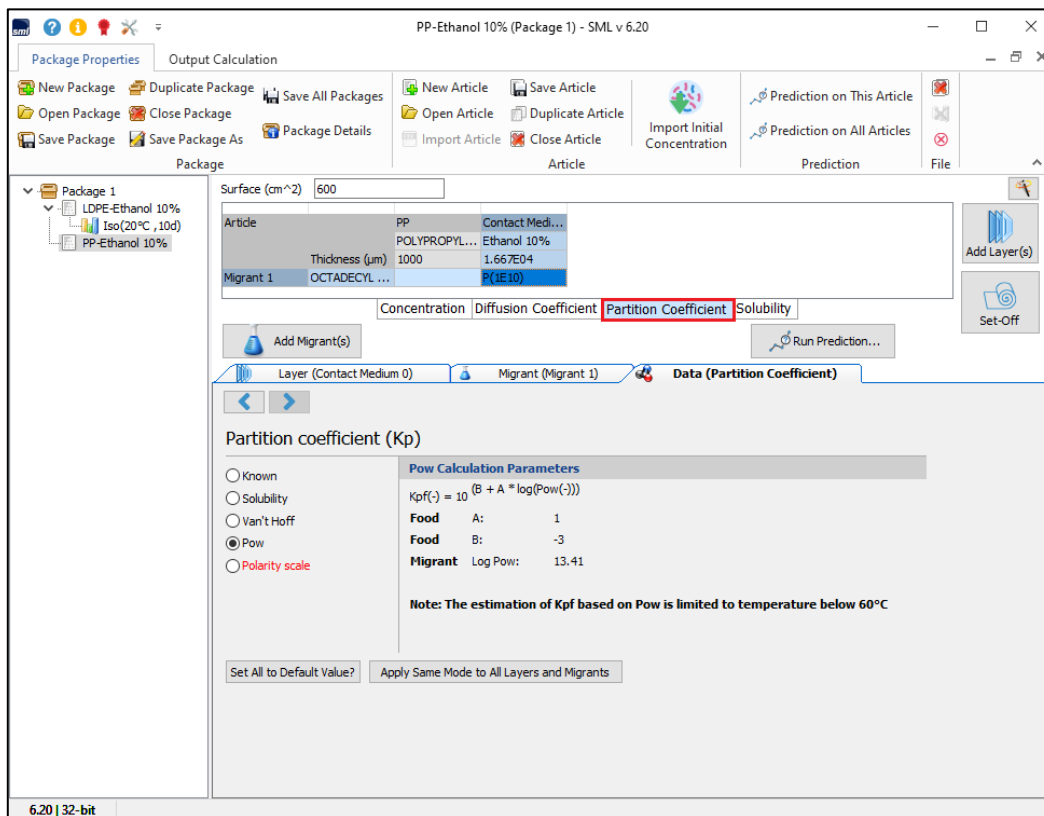 sml
PP-Ethanol 10% (Package 1) - SML v 6.20
Package Properties Output Calculation
New Package Duplicate Package Save All Packages New Article Save Article Import Initial Concentration Prediction on This Article
Open Package Close Package Package Details Open Article Duplicate Article Prediction on All Articles
Save Package Save Package As Import Article Close Article
Package Article Prediction File
Package 1
LDPE-Ethanol 10%
Iso(20°C ,10d)
PP-Ethanol 10%
Surface (cm^2) 600
Article PP Contact Medi...
POLYPROPYL... Ethanol 10%
Thickness (µm) 1000 1.667E04
Migrant 1 OCTADECYL ... P(1E10)
Add Layer(s)
Set-Off
Concentration Diffusion Coefficient Partition Coefficient Solubility
Add Migrant(s) Run Prediction...
Layer (Contact Medium 0) Migrant (Migrant 1) Data (Partition Coefficient)
Partition coefficient (Kp)
Known
Solubility
Van't Hoff
Pow
Polarity scale
Pow Calculation Parameters
Kpf(-) = 10 (B + A * log(Pow(-)))
Food A: 1
Food B: -3
Migrant Log Pow: 13.41
Note: The estimation of Kpf based on Pow is limited to temperature below 60°C
Set All to Default Value? Apply Same Mode to All Layers and Migrants
6.20 | 32-bit